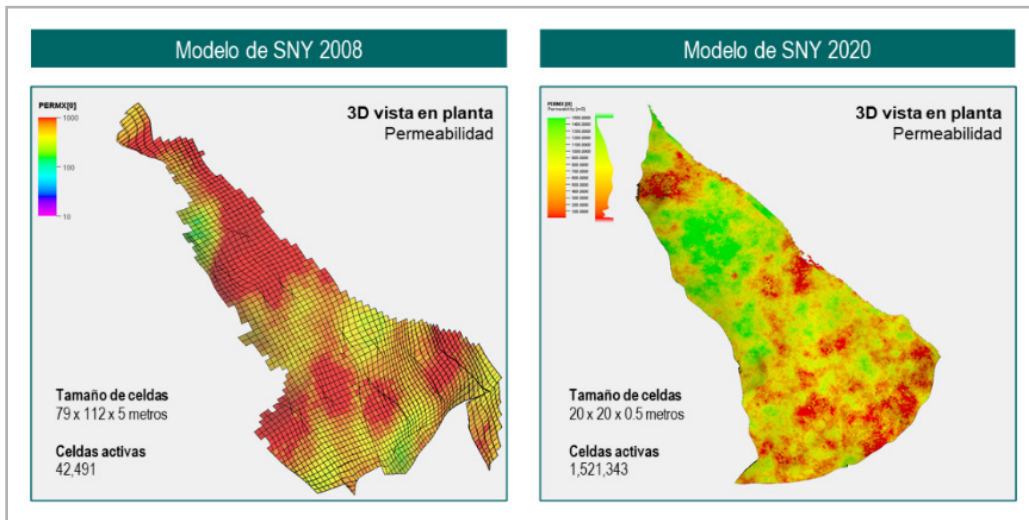 Modelo de SNY 2008
PERMX[0]
1000
100
10
3D vista en planta
Permeabilidad
Tamaño de celdas
79 x 112 x 5 metros
Celdas activas
42,491
Modelo de SNY 2020
Permeability [mD]
3D vista en planta
Permeabilidad
Tamaño de celdas
20 x 20 x 0.5 metros
Celdas activas
1,521,343